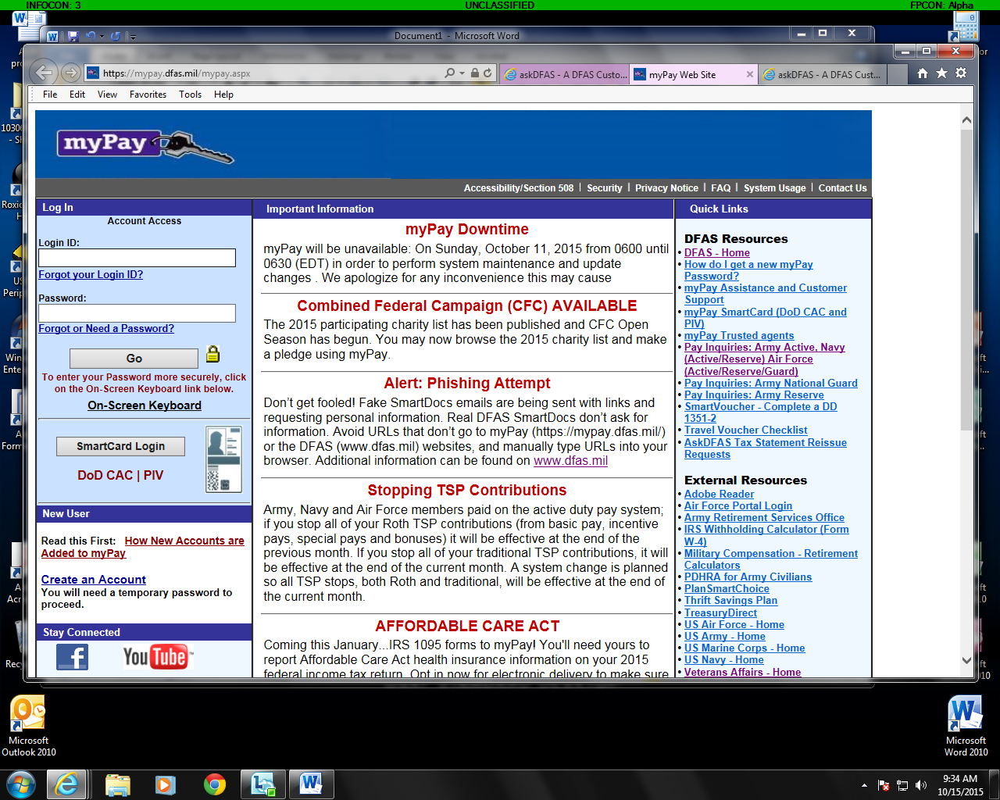 INFOCON: 3
UNCLASSIFIED
FPCON: Alpha
Document1 - Microsoft Word
https://mypay.dfas.mil/mypay.aspx
askDFAS - A DFAS Custo...
myPay Web Site
askDFAS - A DFAS Cust...
File Edit View Favorites Tools Help
myPay
Accessibility/Section 508 | Security | Privacy Notice | FAQ | System Usage | Contact Us
Log In
Account Access
Login ID:
Forgot your Login ID?
Password:
Forgot or Need a Password?
Go
To enter your Password more securely, click
on the On-Screen Keyboard link below.
On-Screen Keyboard
SmartCard Login
DoD CAC | PIV
New User
Read this First: How New Accounts are
Added to myPay
Create an Account
You will need a temporary password to
proceed.
Stay Connected
f
YouTube
Important Information
myPay Downtime
myPay will be unavailable: On Sunday, October 11, 2015 from 0600 until
0630 (EDT) in order to perform system maintenance and update
changes . We apologize for any inconvenience this may cause
Combined Federal Campaign (CFC) AVAILABLE
The 2015 participating charity list has been published and CFC Open
Season has begun. You may now browse the 2015 charity list and make
a pledge using myPay.
Alert: Phishing Attempt
Don't get fooled! Fake SmartDocs emails are being sent with links and
requesting personal information. Real DFAS SmartDocs don't ask for
information. Avoid URLs that don't go to myPay (https://mypay.dfas.mil/)
or the DFAS (www.dfas.mil) websites, and manually type URLs into your
browser. Additional information can be found on www.dfas.mil
Stopping TSP Contributions
Army, Navy and Air Force members paid on the active duty pay system;
if you stop all of your Roth TSP contributions (from basic pay, incentive
pays, special pays and bonuses) it will be effective at the end of the
previous month. If you stop all of your traditional TSP contributions, it will
be effective at the end of the current month. A system change is planned
so all TSP stops, both Roth and traditional, will be effective at the end of
the current month.
AFFORDABLE CARE ACT
Coming this January...IRS 1095 forms to myPay! You'll need yours to
report Affordable Care Act health insurance information on your 2015
federal income tax return. Opt in now for electronic delivery to make sure
Quick Links
DFAS Resources
• DFAS - Home
• How do I get a new myPay
Password?
• myPay Assistance and Customer
Support
• myPay SmartCard (DoD CAC and
PIV)
• myPay Trusted agents
• Pay Inquiries: Army Active, Navy
(Active/Reserve) Air Force
(Active/Reserve/Guard)
• Pay Inquiries: Army National Guard
• Pay Inquiries: Army Reserve
• SmartVoucher - Complete a DD
1351-2
• Travel Voucher Checklist
• AskDFAS Tax Statement Reissue
Requests
External Resources
• Adobe Reader
• Air Force Portal Login
• Army Retirement Services Office
• IRS Withholding Calculator (Form
W-4)
• Military Compensation - Retirement
Calculators
• PDHRA for Army Civilians
• PlanSmartChoice
• Thrift Savings Plan
• TreasuryDirect
• US Air Force - Home
• US Army - Home
• US Marine Corps - Home
• US Navy - Home
• Veterans Affairs - Home
Microsoft
Outlook 2010
Microsoft
Word 2010
9:34 AM
10/15/2015